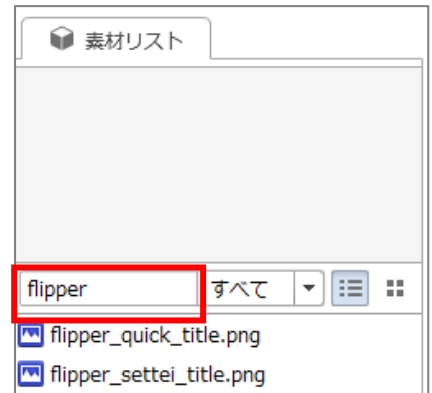 素材リスト
flipper すべて
flipper_quick_title.png
flipper_settei_title.png